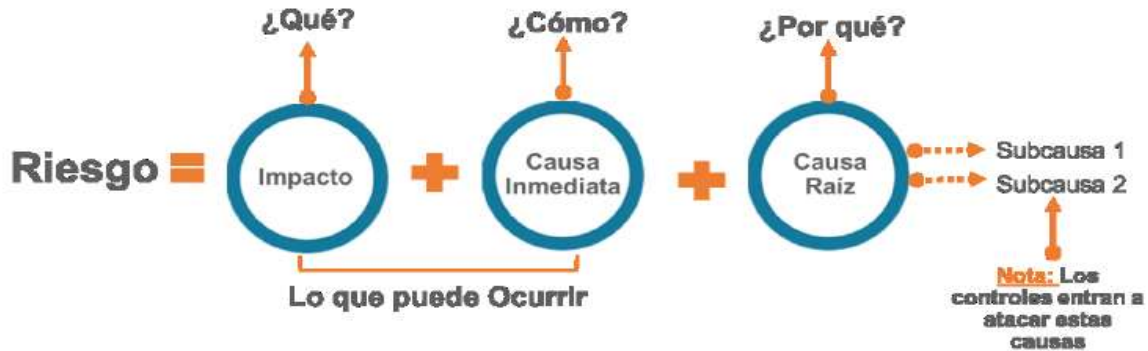 ¿Qué?
¿Cómo?
¿Por qué?
Riesgo =
Impacto
+
Causa
Inmediata
+
Causa
Raíz
Subcausa 1
Subcausa 2
Lo que puede Ocurrir
Nota: Los
controles entran a
atacar estas
causas